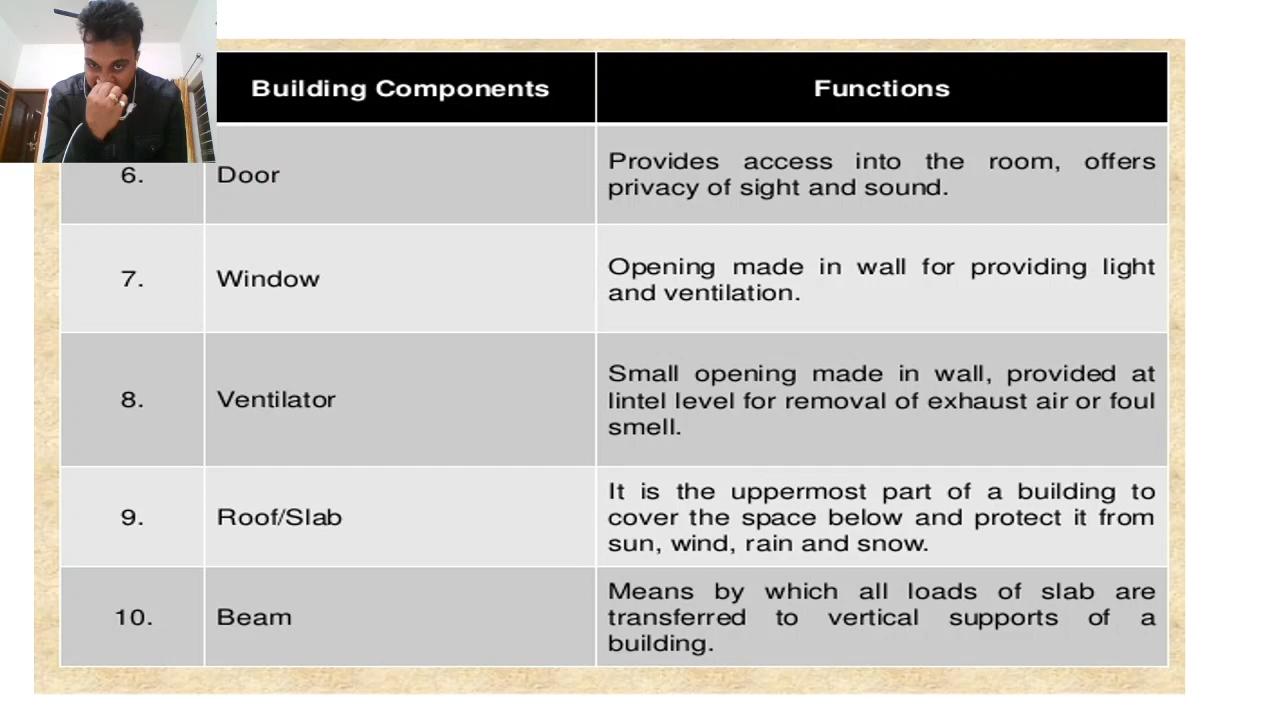 Building Components Functions
6. Door Provides access into the room, offers
privacy of sight and sound.
7. Window Opening made in wall for providing light
and ventilation.
8. Ventilator Small opening made in wall, provided at
lintel level for removal of exhaust air or foul
smell.
9. Roof/Slab It is the uppermost part of a building to
cover the space below and protect it from
sun, wind, rain and snow.
10. Beam Means by which all loads of slab are
transferred to vertical supports of a
building.